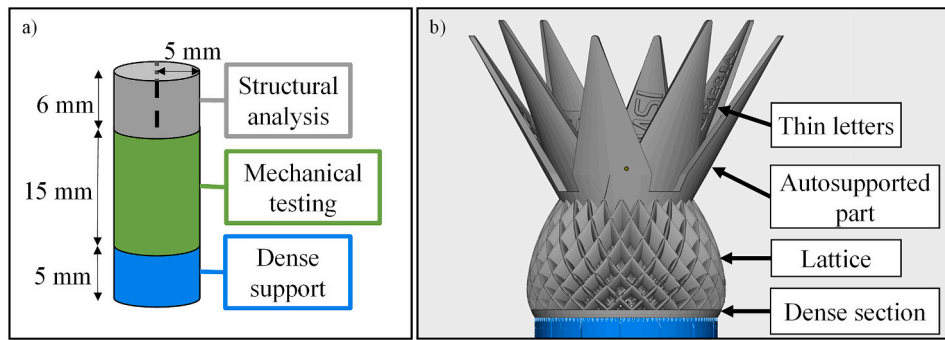 a)
5 mm
6 mm
Structural
analysis
15 mm
Mechanical
testing
5 mm
Dense
support
b)
Thin letters
Autosupported
part
Lattice
Dense section